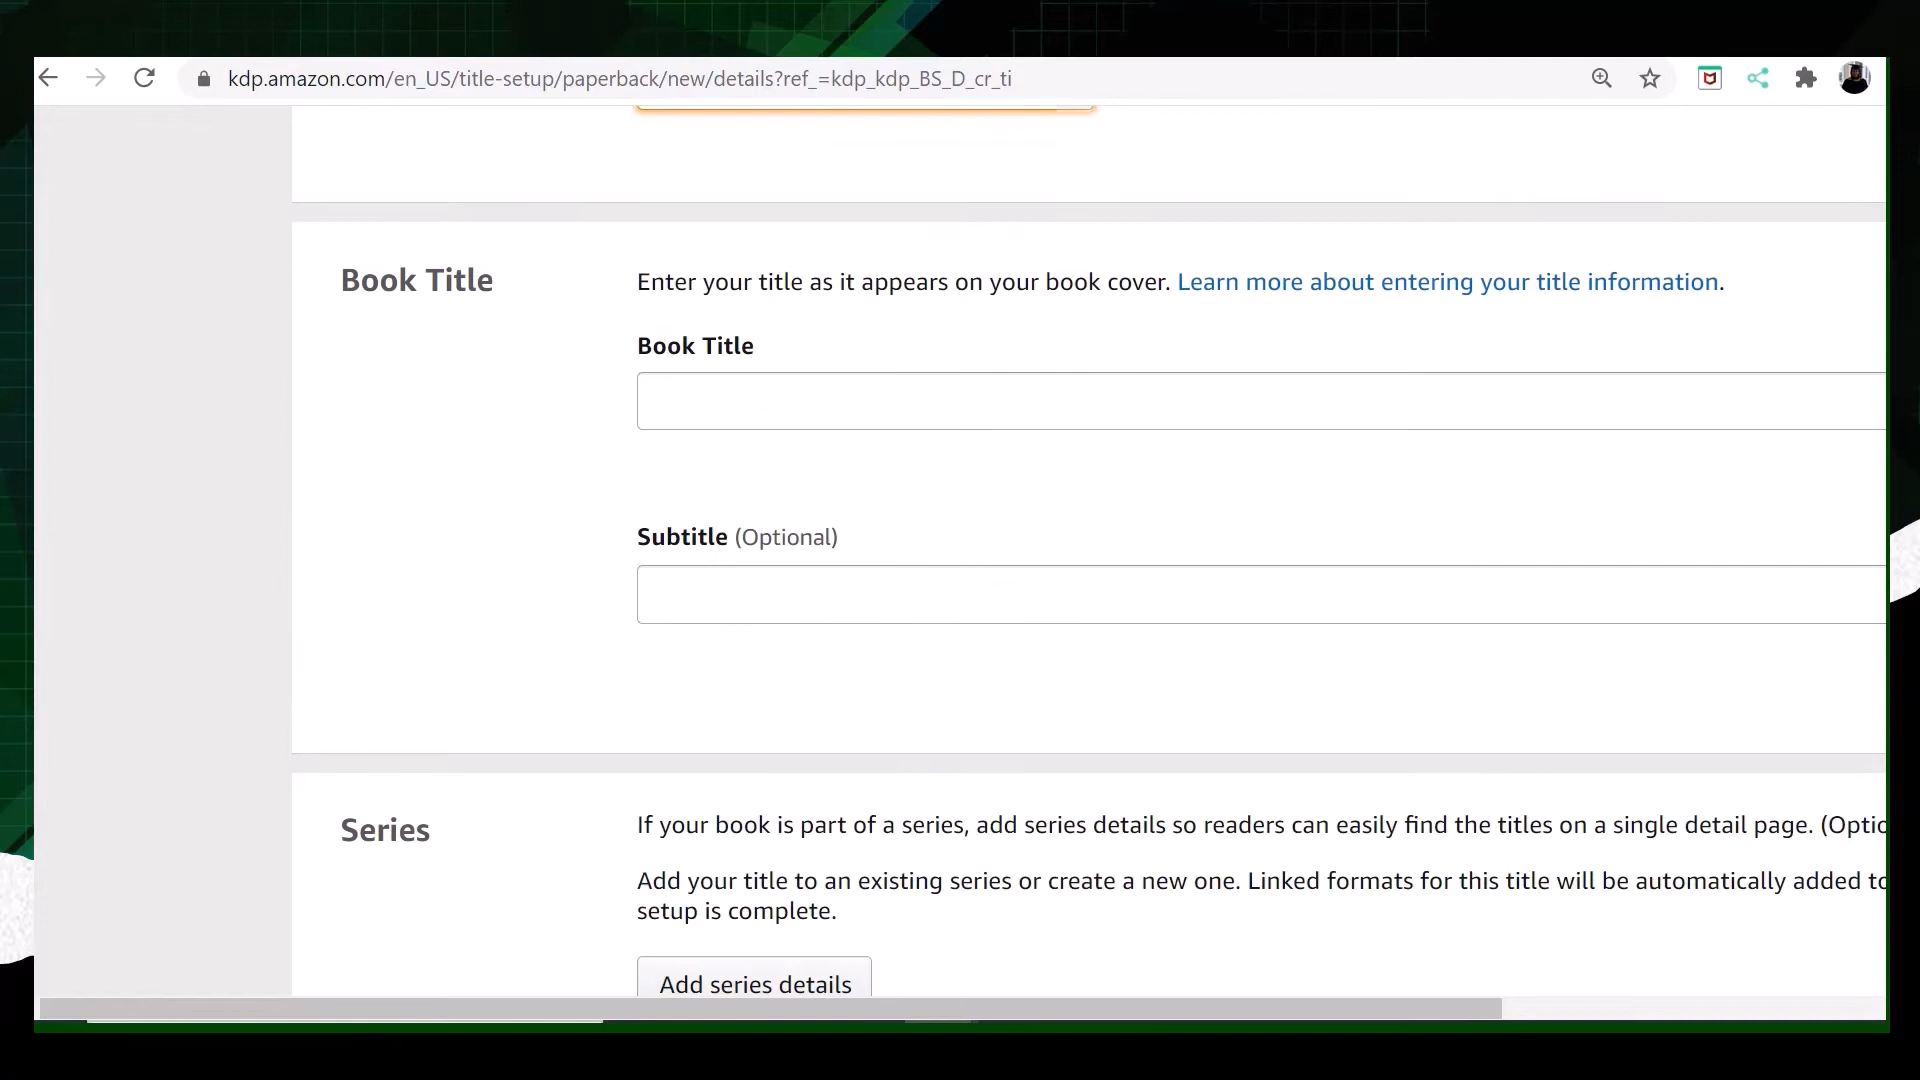 kdp.amazon.com/en_US/title-setup/paperback/new/details?ref_=kdp_kdp_BS_D_cr_ti
Book Title
Enter your title as it appears on your book cover. Learn more about entering your title information.
Book Title
Subtitle (Optional)
Series
If your book is part of a series, add series details so readers can easily find the titles on a single detail page. (Optio
Add your title to an existing series or create a new one. Linked formats for this title will be automatically added to
setup is complete.
Add series details